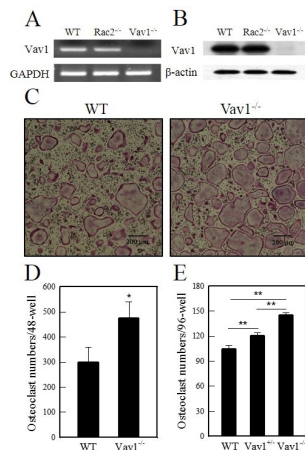 A
WT Rac2-/- Vav1-/-
Vav1
GAPDH
B
WT Rac2-/- Vav1-/-
Vav1
β-actin
C
WT Vav1-/-
200 μm 200 μm
D
Osteoclast numbers/48-well
600
500
400
300
200
100
0
*
WT Vav1-/-
E
Osteoclast numbers/96-well
180
150
120
90
60
30
0
**
**
**
WT Vav1+/- Vav1-/-